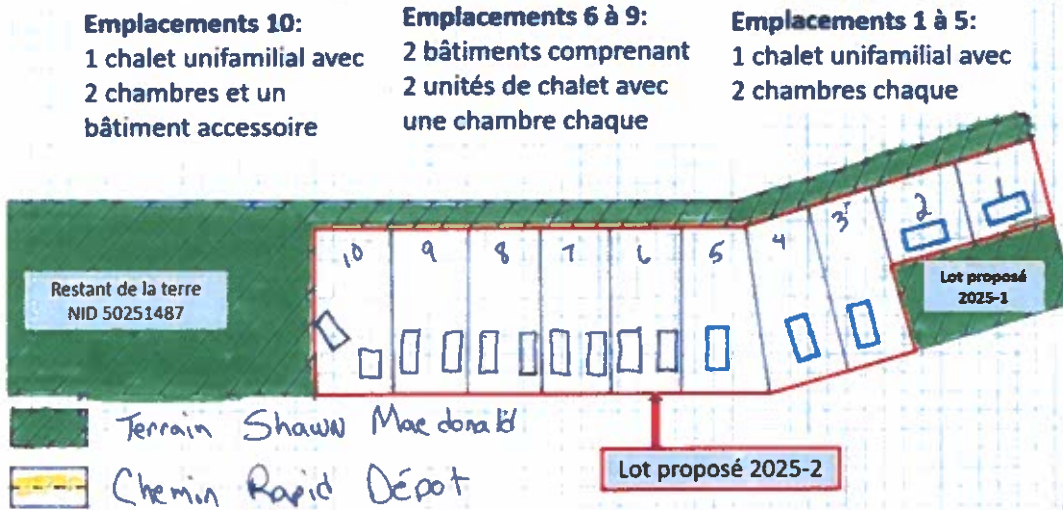 Emplacements 10:
1 chalet unifamilial avec
2 chambres et un
bâtiment accessoire
Emplacements 6 à 9:
2 bâtiments comprenant
2 unités de chalet avec
une chambre chaque
Emplacements 1 à 5:
1 chalet unifamilial avec
2 chambres chaque
10 9 8 7 6 5 4 3 2 1
Restant de la terre
NID 50251487
Lot proposé
2025-1
Terrain Shawn Macdonald
Chemin Rapid Dépot
Lot proposé 2025-2